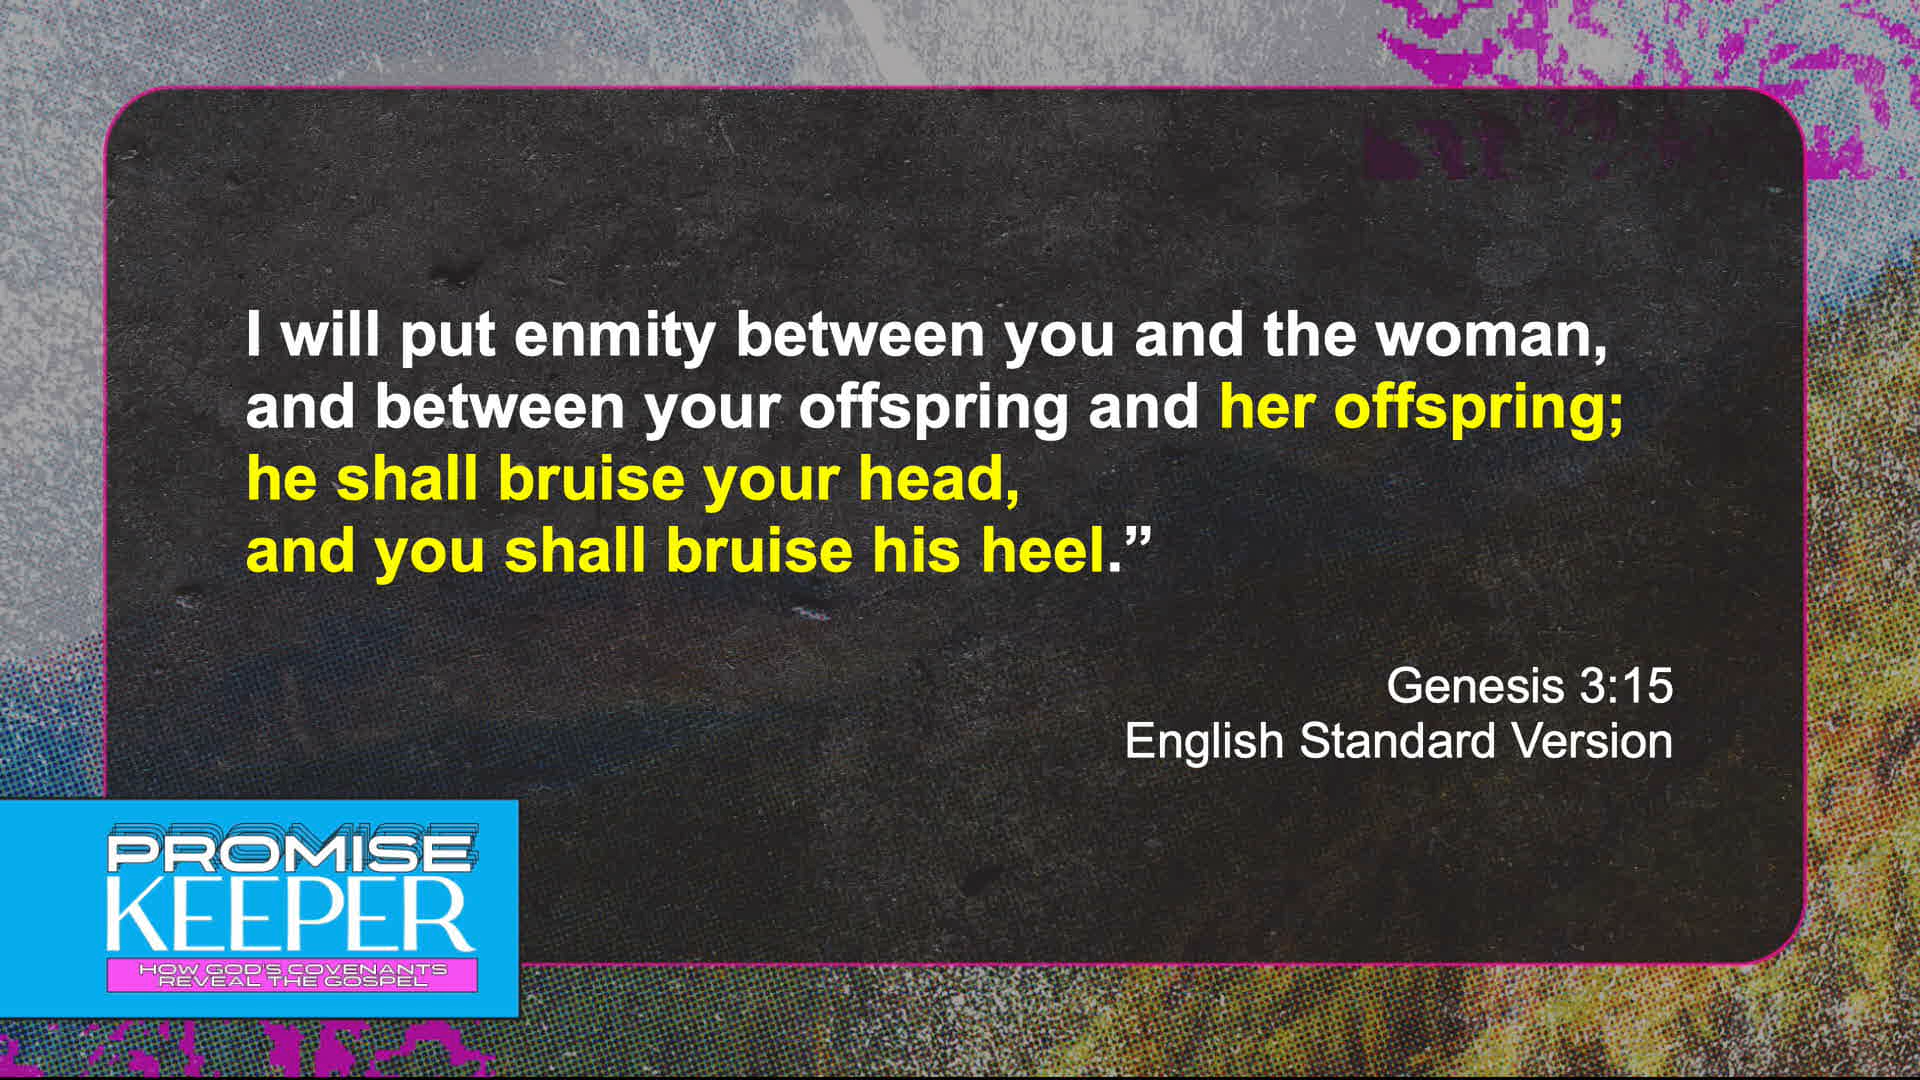 I will put enmity between you and the woman,
and between your offspring and her offspring;
he shall bruise your head,
and you shall bruise his heel.”
Genesis 3:15
English Standard Version
PROMISE
KEEPER
HOW GOD'S COVENANTS
REVEAL THE GOSPEL